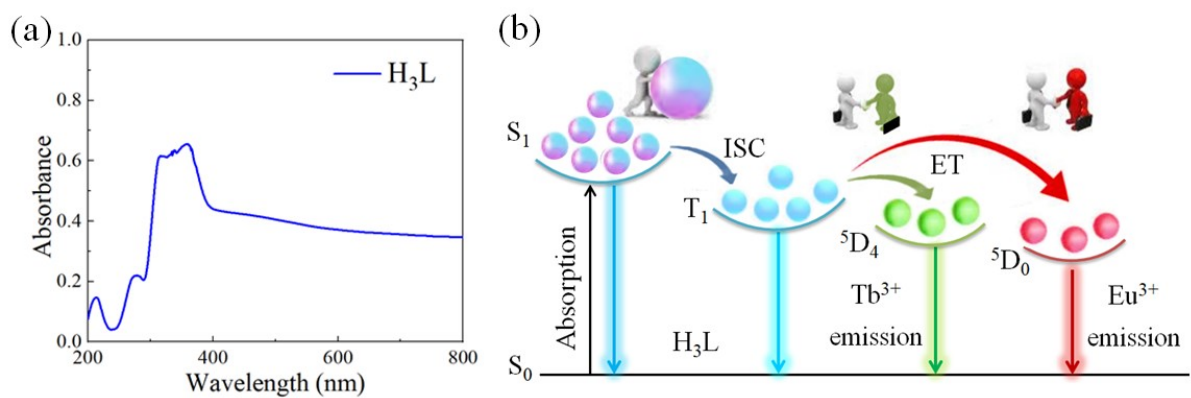 (a)
1.0
0.8
0.6
0.4
0.2
0.0
200
400
600
800
Absorbance
Wavelength (nm)
H₃L
(b)
S₁
ISC
T₁
ET
⁵D₄
⁵D₀
Absorption
H₃L
Tb³⁺
emission
Eu³⁺
emission
S₀